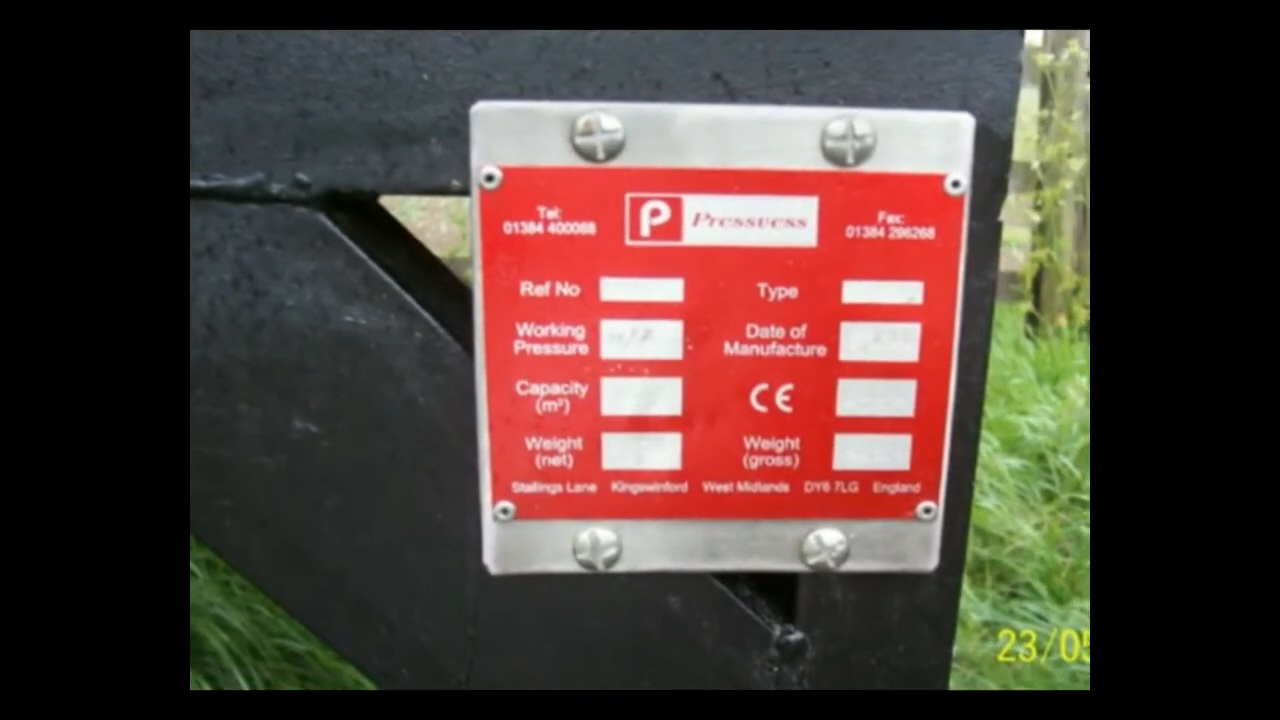 Tel:
01384 400088
P Pressvess
Fax:
01384 296268
Ref No
Type
Working
Pressure
Date of
Manufacture
Capacity
(m³)
CE
Weight
(net)
Weight
(gross)
Stallings Lane Kingswinford West Midlands DY6 7LG England
23/05